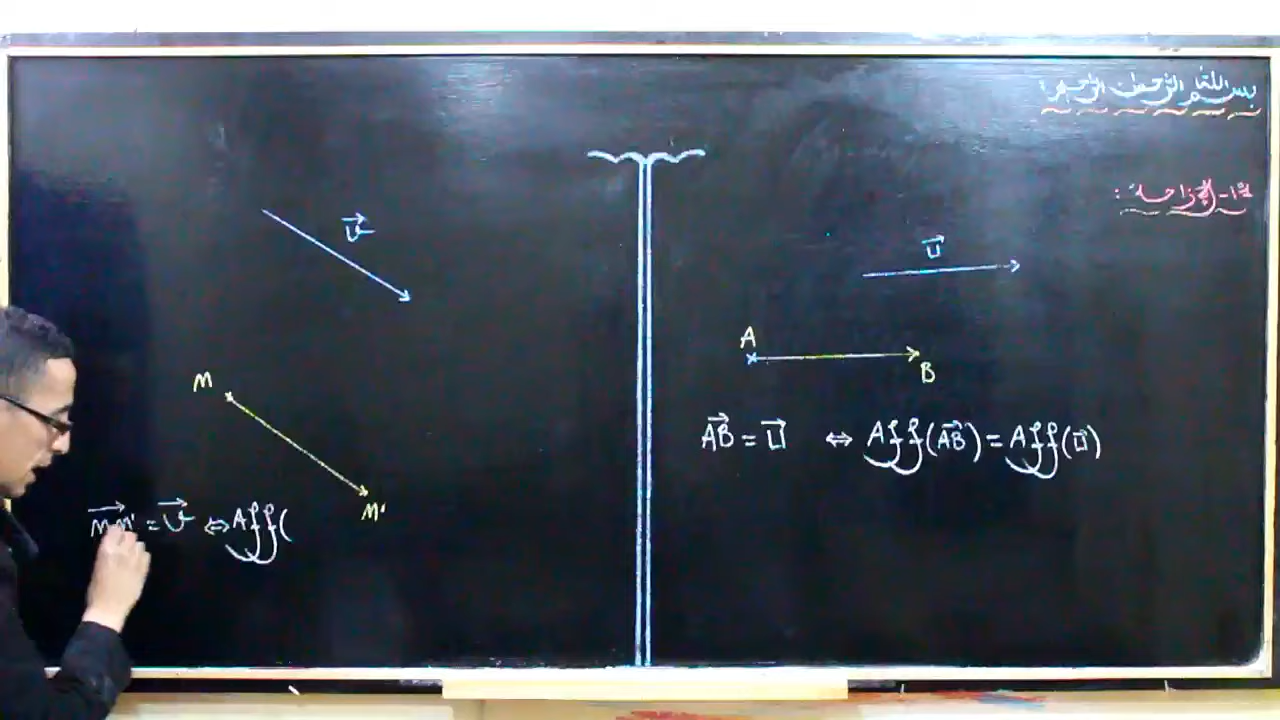 بسم الله الرحمن الرحيم:
1- الإزاحة:
U⃗
A
B
AB⃗ = U⃗ ⇔ Aff(AB⃗) = Aff(U⃗)
v⃗
M
M'
MM'⃗ = v⃗ ⇔ Aff(